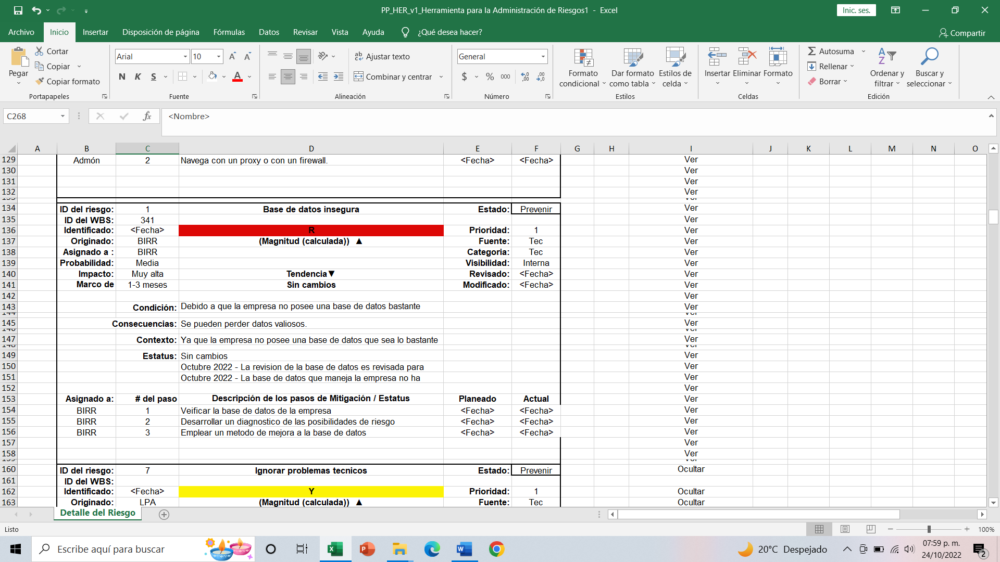 PP_HER_v1_Herramienta para la Administración de Riesgos1 - Excel
Inic. ses.
Archivo Inicio Insertar Disposición de página Fórmulas Datos Revisar Vista Ayuda ¿Qué desea hacer? Compartir
Pegar Cortar
Copiar
Copiar formato
Portapapeles
Arial 10
N K S A
Fuente
Ajustar texto
Combinar y centrar
Alineación
General
$ % 000
Número
Formato condicional
Dar formato como tabla
Estilos de celda
Estilos
Insertar Eliminar Formato
Celdas
Autosuma
Rellenar
Borrar
Ordenar y filtrar
Buscar y seleccionar
Edición
C268 fx <Nombre>
A B C D E F G H I J K L M N O
129 Admón 2 Navega con un proxy o con un firewall. <Fecha> <Fecha> Ver
130 Ver
131 Ver
132 Ver
134 ID del riesgo: 1 Base de datos insegura Estado: Prevenir Ver
135 ID del WBS: 341 Ver
136 Identificado: <Fecha> R Prioridad: 1 Ver
137 Originado: BIRR (Magnitud (calculada)) ▲ Fuente: Tec Ver
138 Asignado a : BIRR Categoria: Tec Ver
139 Probabilidad: Media Visibilidad: Interna Ver
140 Impacto: Muy alta Tendencia▼ Revisado: <Fecha> Ver
141 Marco de 1-3 meses Sin cambios Modificado: <Fecha> Ver
142 Ver
143 Condición: Debido a que la empresa no posee una base de datos bastante Ver
145 Consecuencias: Se pueden perder datos valiosos. Ver
147 Contexto: Ya que la empresa no posee una base de datos que sea lo bastante Ver
149 Estatus: Sin cambios Ver
150 Octubre 2022 - La revision de la base de datos es revisada para Ver
151 Octubre 2022 - La base de datos que maneja la empresa no ha Ver
152 Ver
153 Asignado a: # del paso Descripción de los pasos de Mitigación / Estatus Planeado Actual Ver
154 BIRR 1 Veificar la base de datos de la empresa <Fecha> <Fecha> Ver
155 BIRR 2 Desarrollar un diagnostico de las posibilidades de riesgo <Fecha> <Fecha> Ver
156 BIRR 3 Emplear un metodo de mejora a la base de datos <Fecha> <Fecha> Ver
157 Ver
158 Ver
160 ID del riesgo: 7 Ignorar problemas tecnicos Estado: Prevenir Ocultar
161 ID del WBS:
162 Identificado: <Fecha> Y Prioridad: 1 Ocultar
163 Originado: LPA (Magnitud (calculada)) ▲ Fuente: Tec Ocultar
Detalle del Riesgo
Listo 100%
Escribe aquí para buscar
20°C Despejado
07:59 p. m.
24/10/2022
2